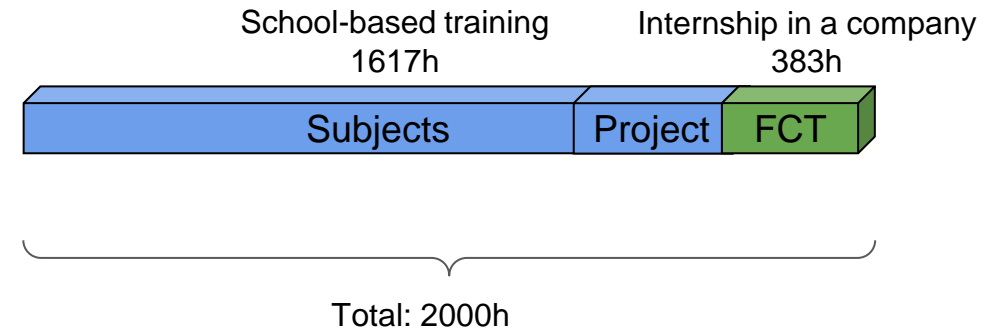 School-based training
1617h
Internship in a company
383h
Subjects
Project
FCT
Total: 2000h